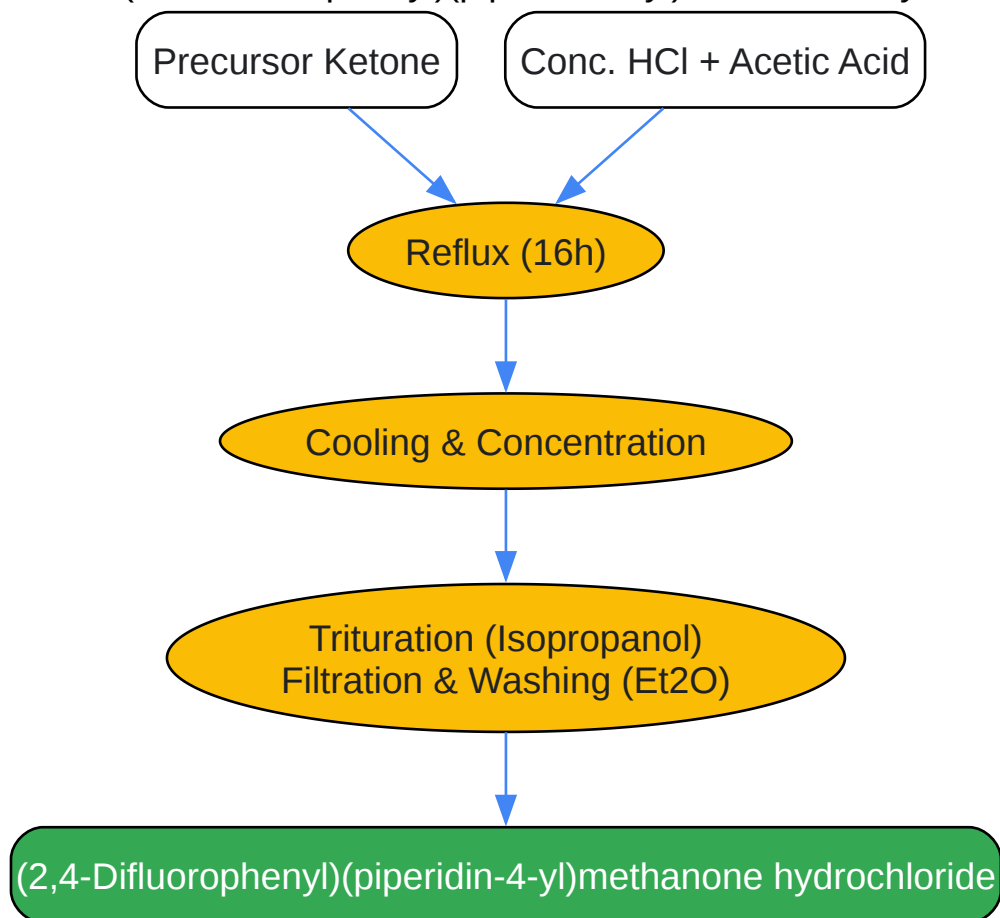 Precursor Ketone
Conc. HCl + Acetic Acid
Reflux (16h)
Cooling & Concentration
Trituration (Isopropanol)
Filtration & Washing (Et2O)
(2,4-Difluorophenyl)(piperidin-4-yl)methanone hydrochloride